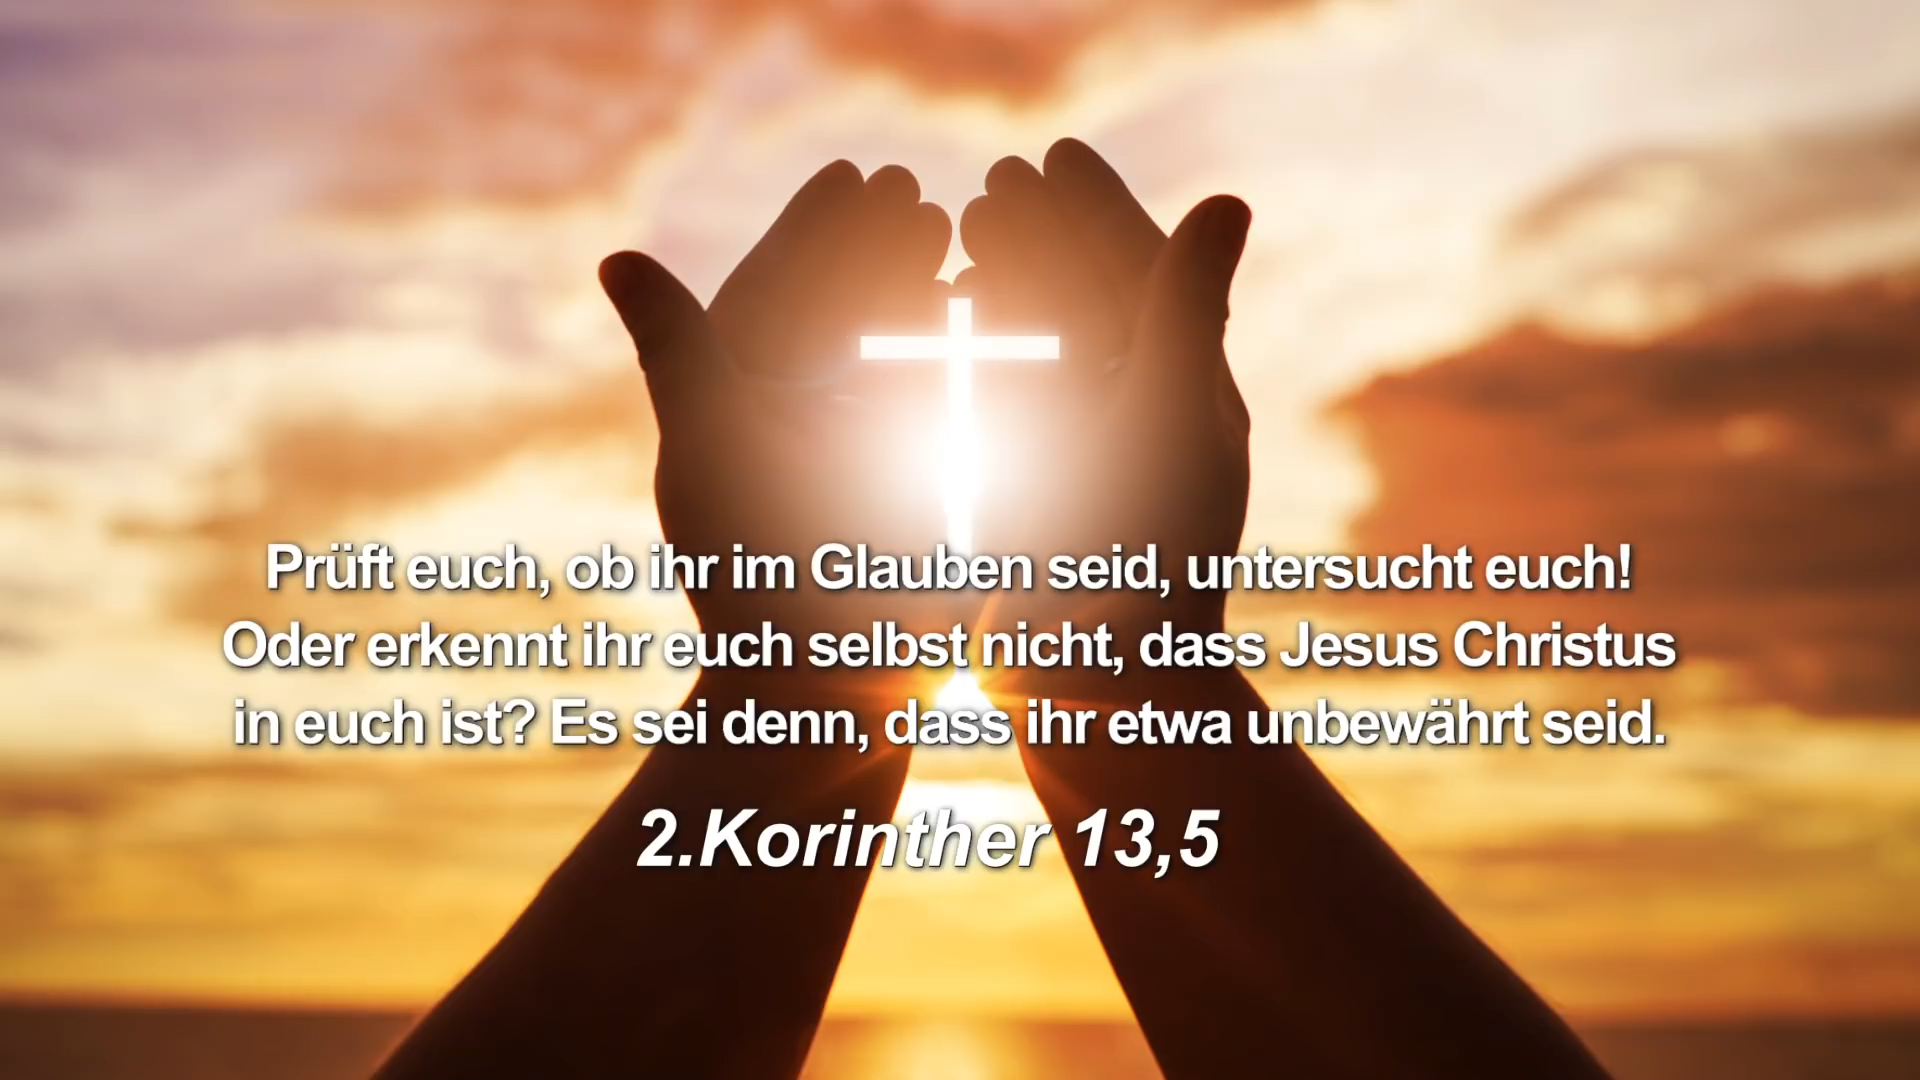 Prüft euch, ob ihr im Glauben seid, untersucht euch!
Oder erkennt ihr euch selbst nicht, dass Jesus Christus
in euch ist? Es sei denn, dass ihr etwa unbewährt seid.
2.Korinther 13,5